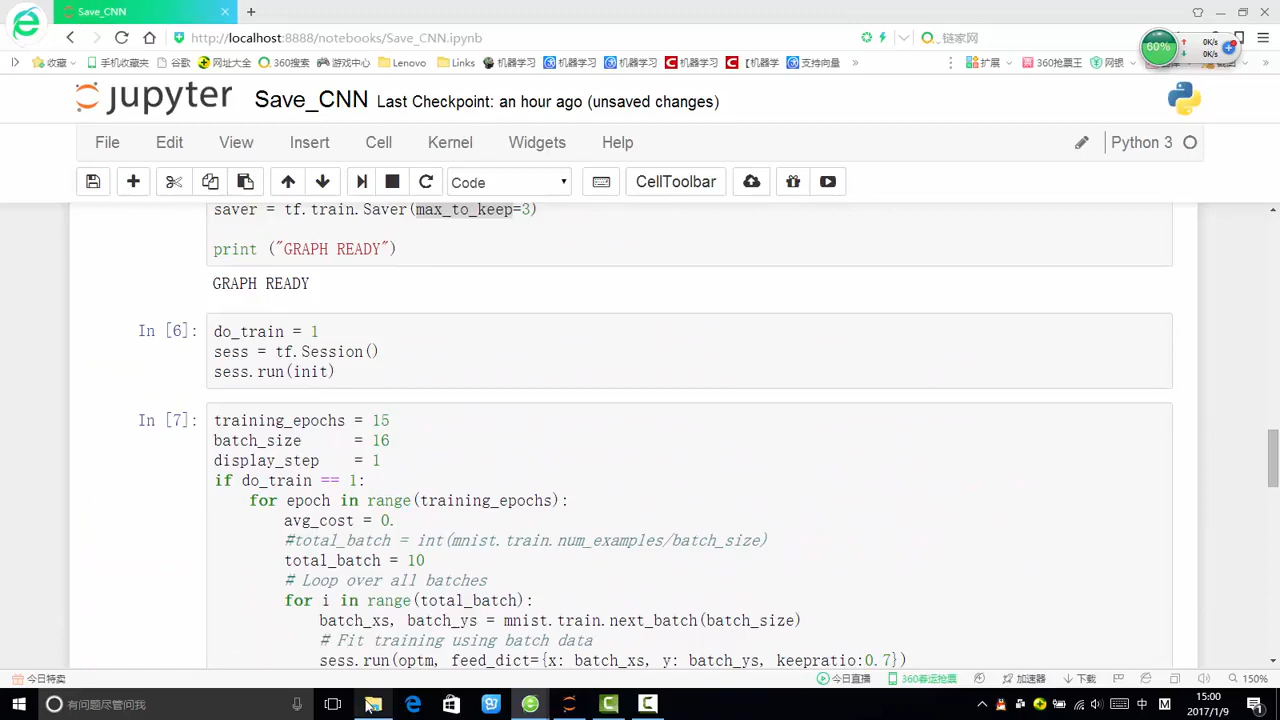 Save_CNN
http://localhost:8888/notebooks/Save_CNN.ipynb
链家网
60%
0K/s
0K/s
收藏 手机收藏夹 谷歌 网址大全 360搜索 游戏中心 Lenovo Links 机器学习 机器学习 机器学习 机器学习 【机器学 支持向量 » 扩展 360抢票王 网银
jupyter Save_CNN Last Checkpoint: an hour ago (unsaved changes)
File Edit View Insert Cell Kernel Widgets Help Python 3
Code CellToolbar
saver = tf.train.Saver(max_to_keep=3)
print ("GRAPH READY")
GRAPH READY
In [6]: do_train = 1
sess = tf.Session()
sess.run(init)
In [7]: training_epochs = 15
batch_size = 16
display_step = 1
if do_train == 1:
for epoch in range(training_epochs):
avg_cost = 0.
#total_batch = int(mnist.train.num_examples/batch_size)
total_batch = 10
# Loop over all batches
for i in range(total_batch):
batch_xs, batch_ys = mnist.train.next_batch(batch_size)
# Fit training using batch data
sess.run(optm, feed_dict={x: batch_xs, y: batch_ys, keepratio:0.7})
今日特卖 今日直播 360春运抢票 加速器 下载 150%
有问题尽管问我 M 15:00
2017/1/9